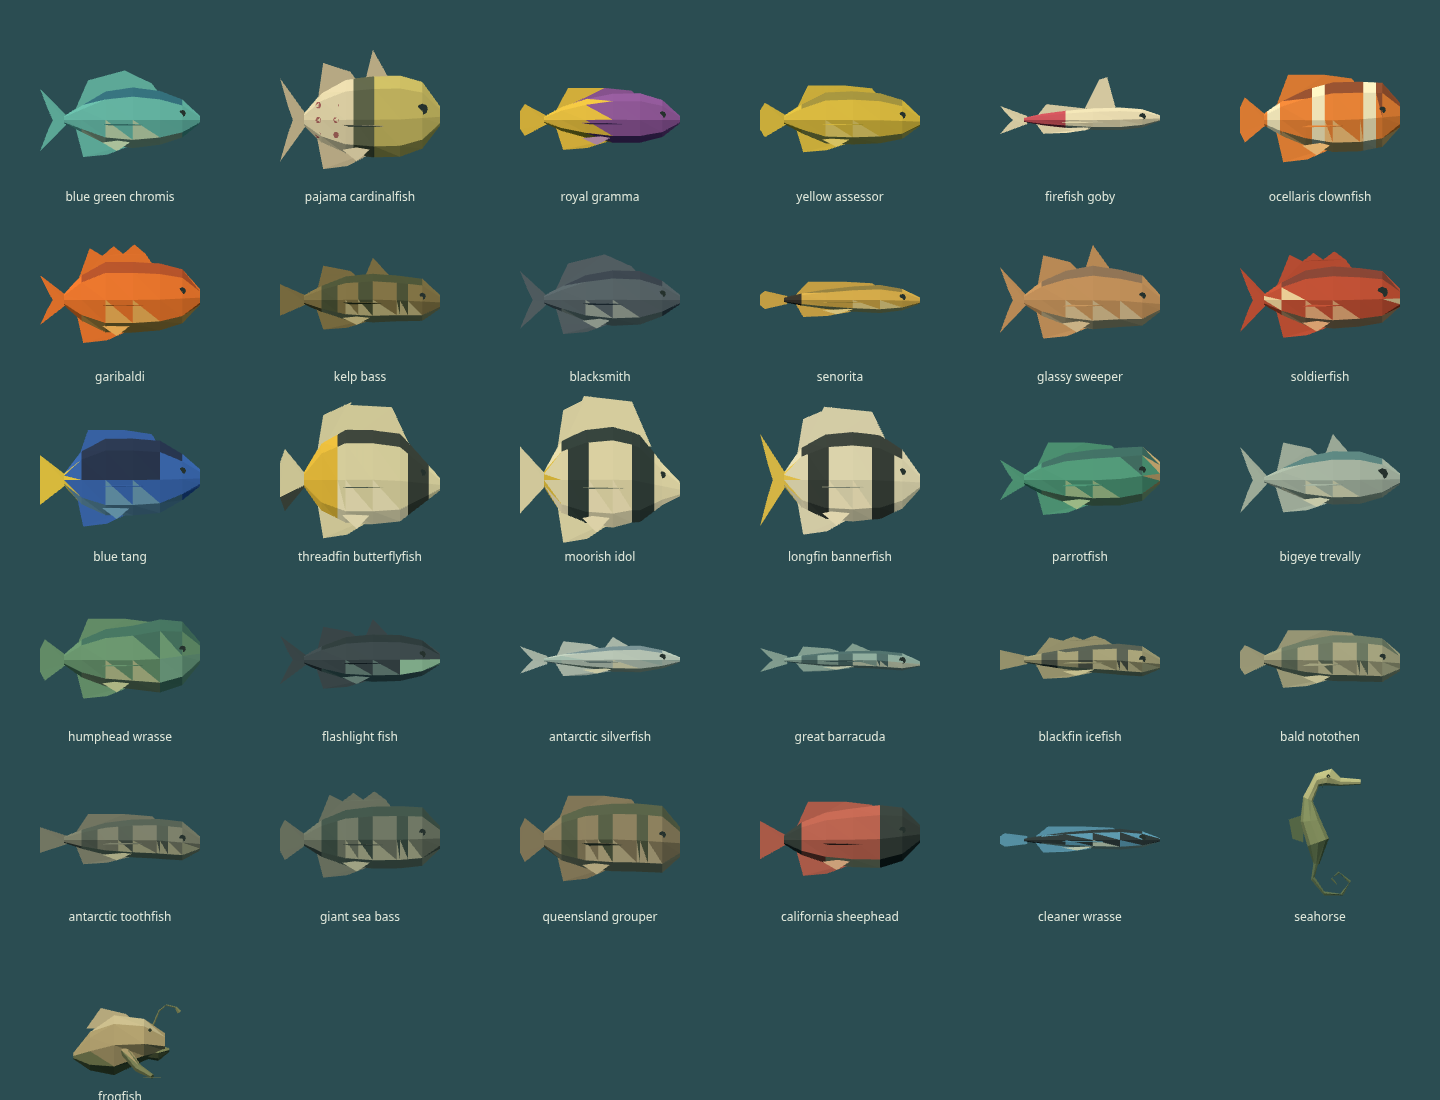 blue green chromis
pajama cardinalfish
royal gramma
yellow assessor
firefish goby
ocellaris clownfish
garibaldi
kelp bass
blacksmith
senorita
glassy sweeper
soldierfish
blue tang
threadfin butterflyfish
moorish idol
longfin bannerfish
parrotfish
bigeye trevally
humphead wrasse
flashlight fish
antarctic silverfish
great barracuda
blackfin icefish
bald notothen
antarctic toothfish
giant sea bass
queensland grouper
california sheephead
cleaner wrasse
seahorse
frogfish